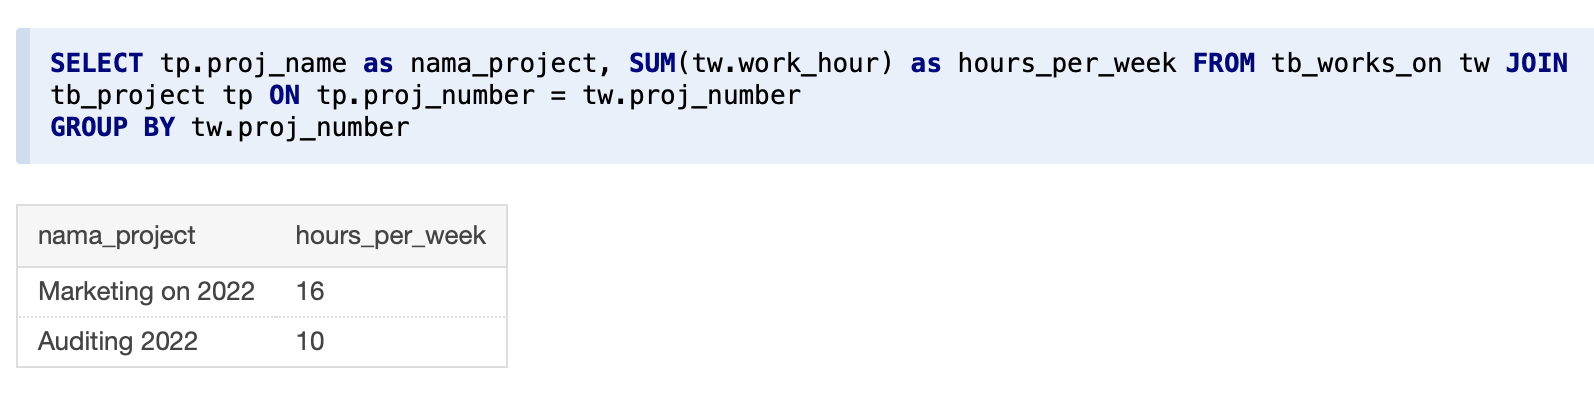 SELECT tp.proj_name as nama_project, SUM(tw.work_hour) as hours_per_week FROM tb_works_on tw JOIN
tb_project tp ON tp.proj_number = tw.proj_number
GROUP BY tw.proj_number
nama_project hours_per_week
Marketing on 2022 16
Auditing 2022 10